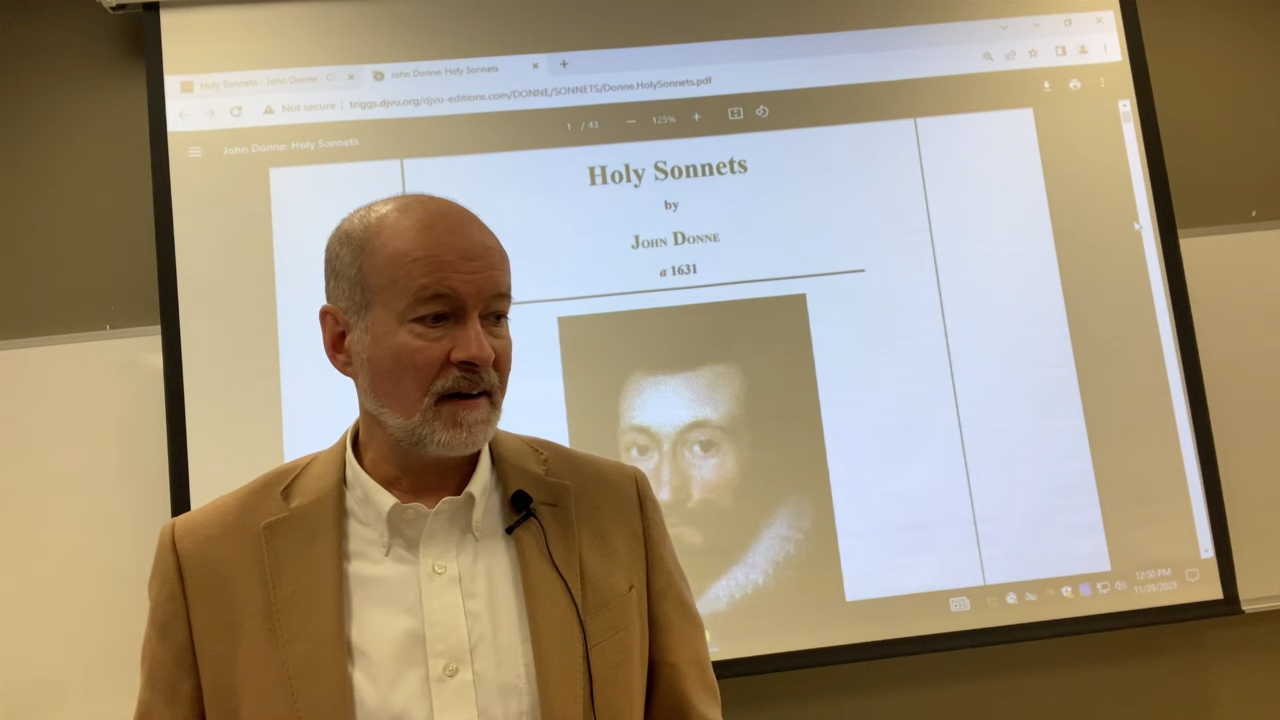 Holy Sonnets - John Donne - C
John Donne: Holy Sonnets
Not secure | triggs.djvu.org/djvu-editions.com/DONNE/SONNETS/Donne.HolySonnets.pdf
John Donne: Holy Sonnets
1 / 43
125%
Holy Sonnets
by
JOHN DONNE
a 1631
12:50 PM
11/29/2023